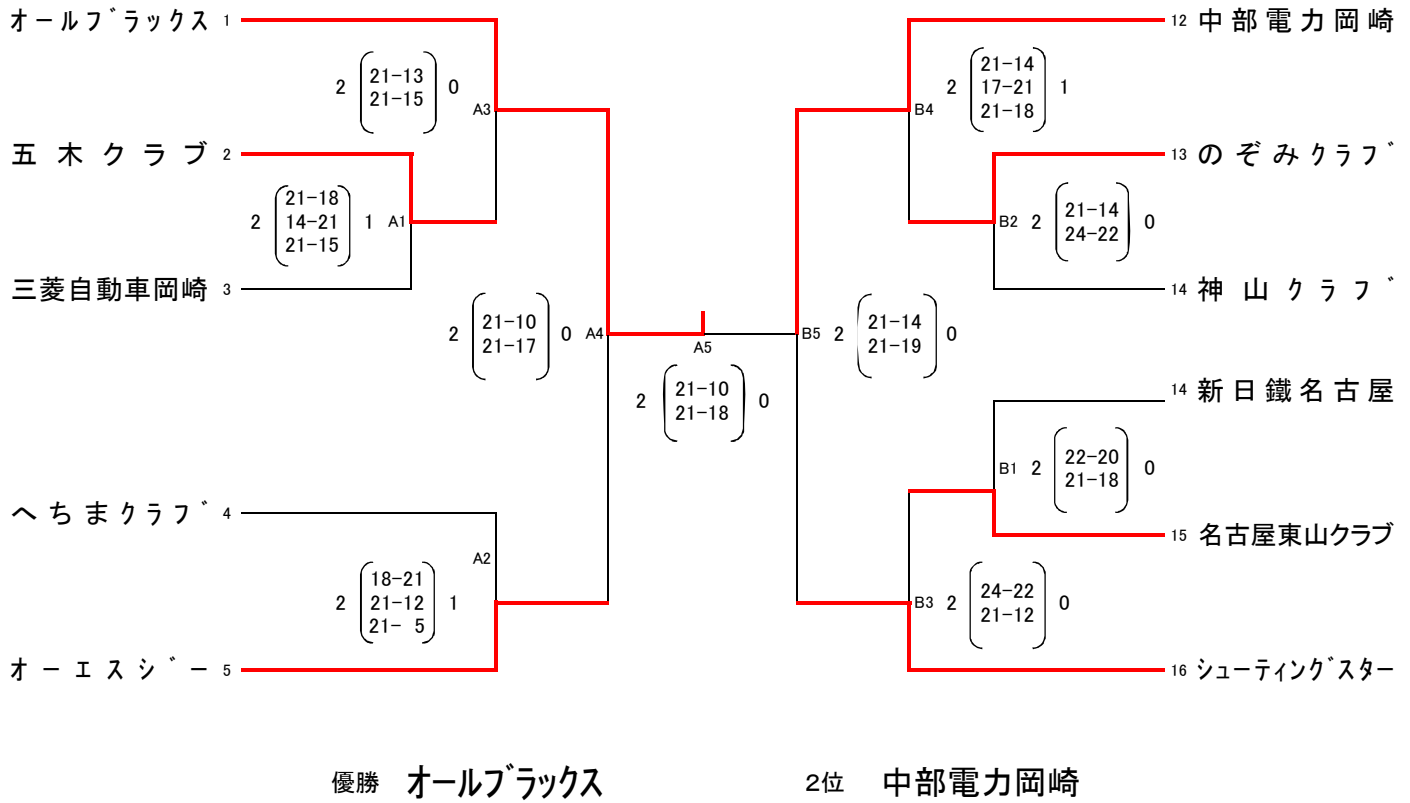 オールブラックス 1
12 中部電力岡崎
2 21-13 0
21-15
A3
2 21-14 1
17-21
21-18
B4
五木クラブ 2
13 のぞみクラブ
2 21-18 1 A1
14-21
21-15
B2 2 21-14 0
24-22
三菱自動車岡崎 3
14 神山クラブ
2 21-10 0 A4
21-17
A5
2 21-10 0
21-18
B5 2 21-14 0
21-19
14 新日鐵名古屋
B1 2 22-20 0
21-18
へちまクラブ 4
15 名古屋東山クラブ
A2
2 18-21 1
21-12
21- 5
B3 2 24-22 0
21-12
オーエスジー 5
16 シューティングスター
優勝 オールブラックス 2位 中部電力岡崎